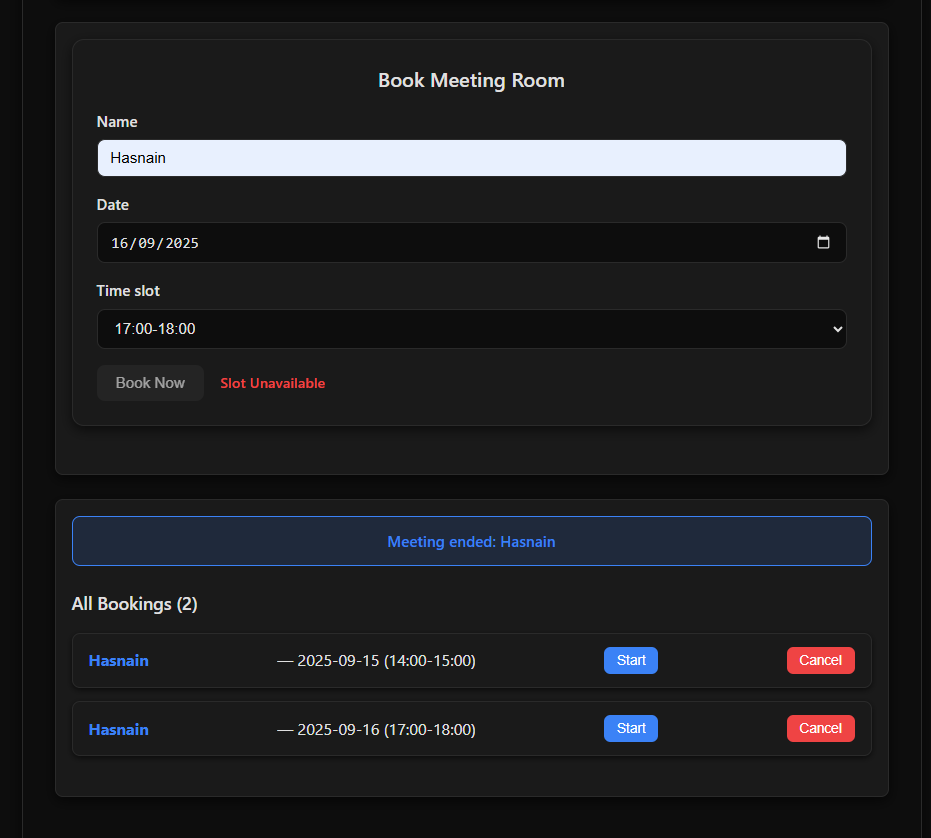 Book Meeting Room
Name
Hasnain
Date
16/09/2025
Time slot
17:00-18:00
Book Now Slot Unavailable
Meeting ended: Hasnain
All Bookings (2)
Hasnain — 2025-09-15 (14:00-15:00) Start Cancel
Hasnain — 2025-09-16 (17:00-18:00) Start Cancel